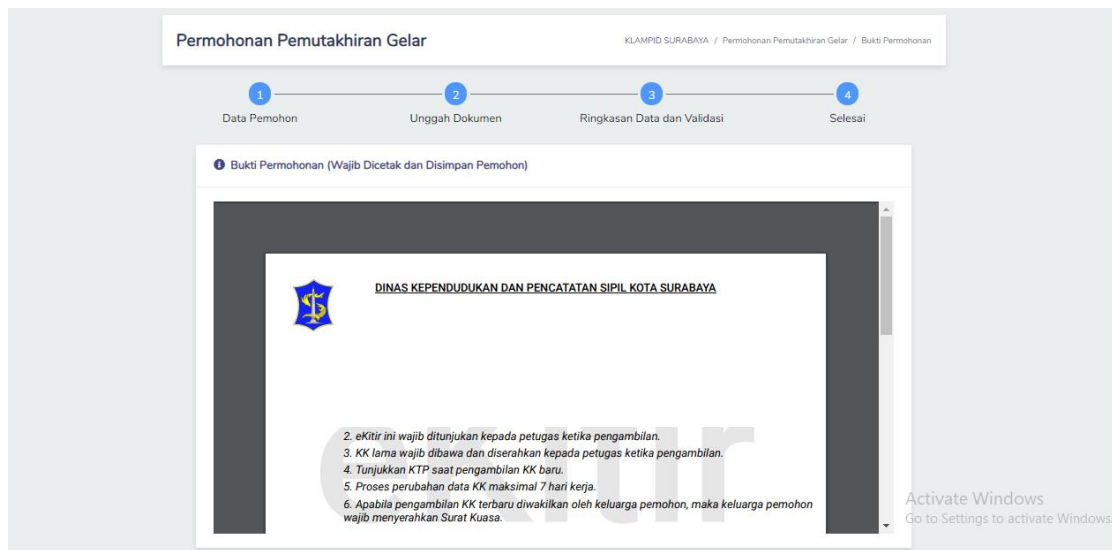 Permohonan Pemutakhiran Gelar
KLAMPID SURABAYA / Permohonan Pemutakhiran Gelar / Bukti Permohonan
1
2
3
4
Data Pemohon
Unggah Dokumen
Ringkasan Data dan Validasi
Selesai
Bukti Permohonan (Wajib Dicetak dan Disimpan Pemohon)
DINAS KEPENDUDUKAN DAN PENCATATAN SIPIL KOTA SURABAYA
eKitir
2. eKitir ini wajib ditunjukan kepada petugas ketika pengambilan.
3. KK lama wajib dibawa dan diserahkan kepada petugas ketika pengambilan.
4. Tunjukkan KTP saat pengambilan KK baru.
5. Proses perubahan data KK maksimal 7 hari kerja.
6. Apabila pengambilan KK terbaru diwakilkan oleh keluarga pemohon, maka keluarga pemohon
wajib menyerahkan Surat Kuasa.
Activate Windows
Go to Settings to activate Windows.